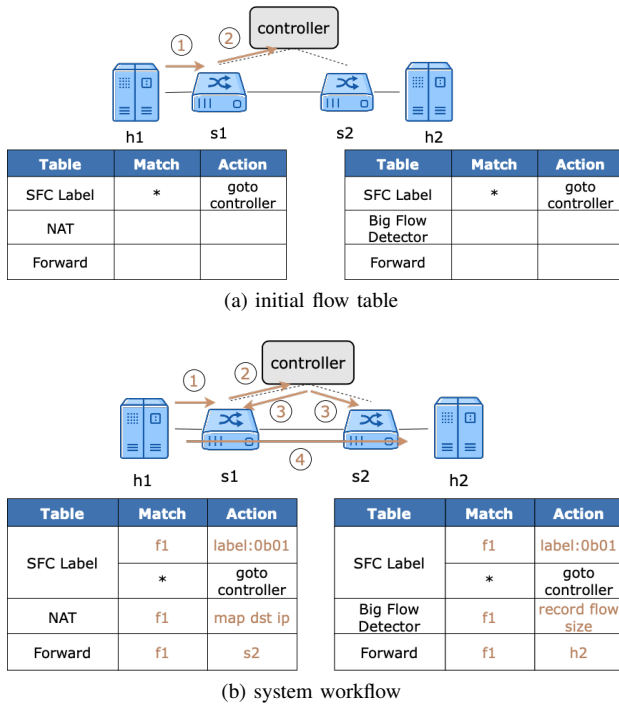 controller
① ②
h1 s1 s2 h2
Table Match Action
SFC Label * goto controller
NAT
Forward
Table Match Action
SFC Label * goto controller
Big Flow Detector
Forward
(a) initial flow table
controller
① ②
③ ③
④
h1 s1 s2 h2
Table Match Action
SFC Label f1 label:0b01
* goto controller
NAT f1 map dst ip
Forward f1 s2
Table Match Action
SFC Label f1 label:0b01
* goto controller
Big Flow Detector f1 record flow size
Forward f1 h2
(b) system workflow